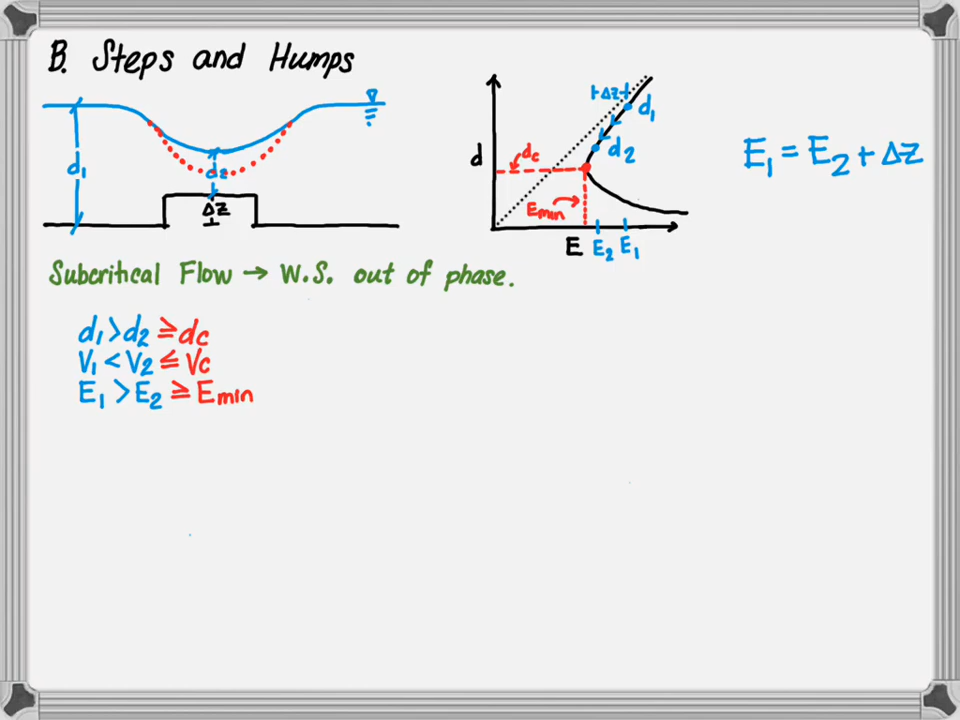 B. Steps and Humps
d₁
d₂
Δz
d
dc
Emin
Δz
d₁
d₂
E
E₂
E₁
E₁ = E₂ + Δz
Subcritical Flow → W.S. out of phase.
d₁ > d₂ ≥ dc
V₁ < V₂ ≤ Vc
E₁ > E₂ ≥ Emin